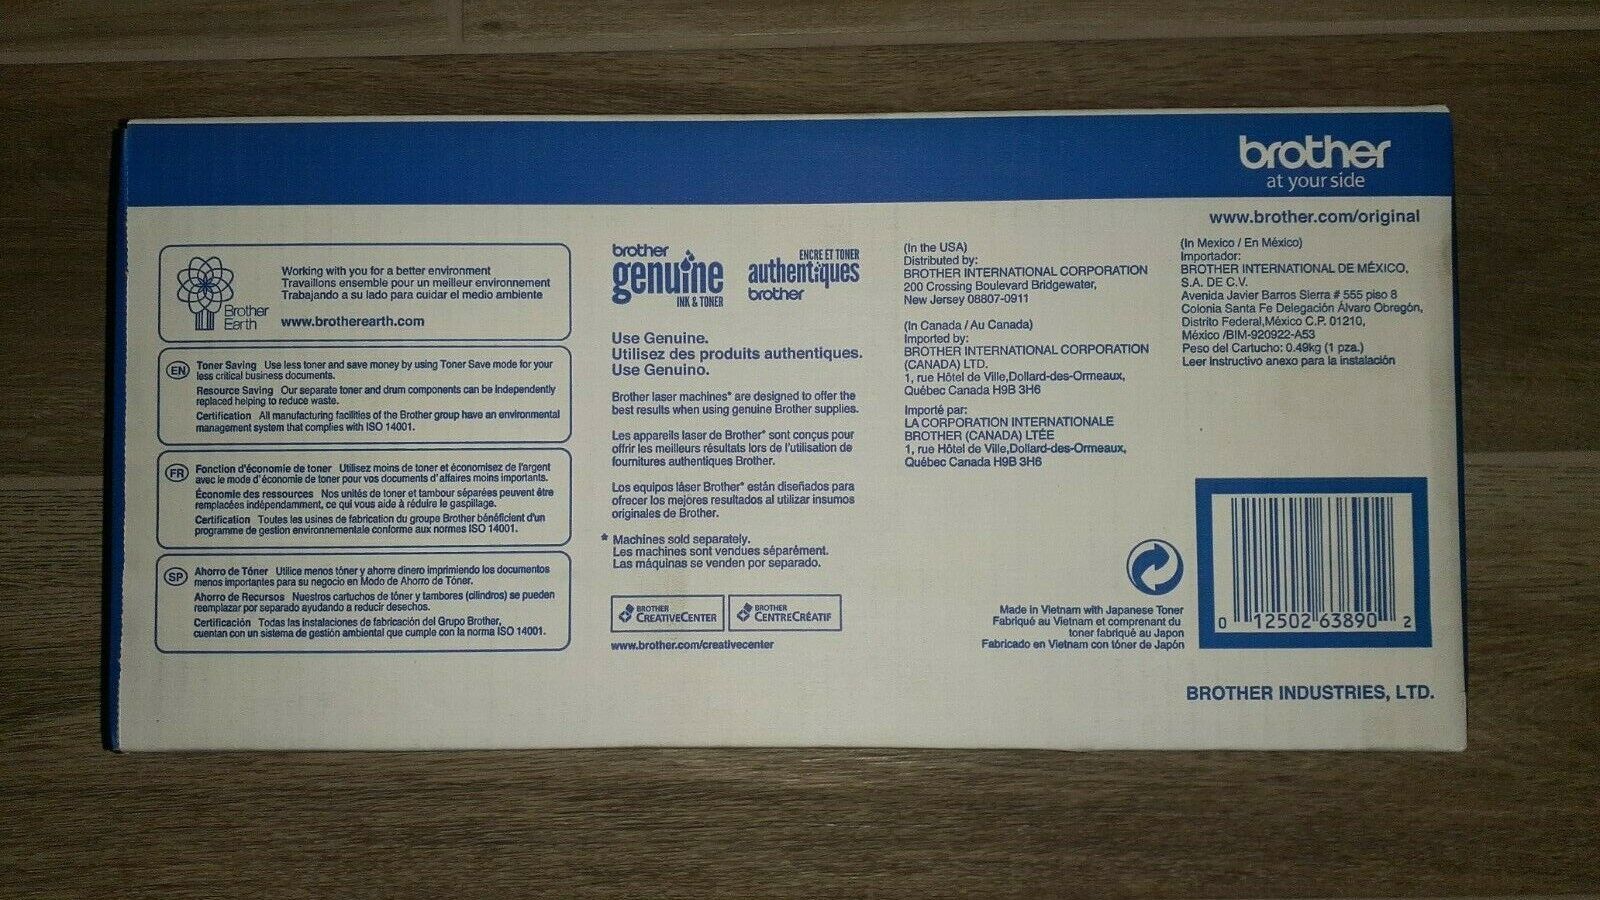 brother
at your side
www.brother.com/original
Brother
Earth
Working with you for a better environment
Travaillons ensemble pour un meilleur environnement
Trabajando a su lado para cuidar el medio ambiente
www.brotherearth.com
EN
Toner Saving Use less toner and save money by using Toner Save mode for your
less critical business documents.
Resource Saving Our separate toner and drum components can be independently
replaced helping to reduce waste.
Certification All manufacturing facilities of the Brother group have an environmental
management system that complies with ISO 14001.
FR
Fonction d'économie de toner Utilisez moins de toner et économisez de l'argent
avec le mode d'économie de toner pour vos documents d'affaires moins importants.
Économie des ressources Nos unités de toner et tambour séparées peuvent être
remplacées indépendamment, ce qui vous aide à réduire le gaspillage.
Certification Toutes les usines de fabrication du groupe Brother bénéficient d'un
programme de gestion environnementale conforme aux normes ISO 14001.
SP
Ahorro de Tóner Utilice menos tóner y ahorre dinero imprimiendo los documentos
menos importantes para su negocio en Modo de Ahorro de Tóner.
Ahorro de Recursos Nuestros cartuchos de tóner y tambores (cilindros) se pueden
reemplazar por separado ayudando a reducir desechos.
Certificación Todas las instalaciones de fabricación del Grupo Brother,
cuentan con un sistema de gestión ambiental que cumple con la norma ISO 14001.
brother
genuine
INK & TONER
ENCRE ET TONER
authentiques
brother
Use Genuine.
Utilisez des produits authentiques.
Use Genuino.
Brother laser machines* are designed to offer the
best results when using genuine Brother supplies.
Les appareils laser de Brother* sont conçus pour
offrir les meilleurs résultats lors de l'utilisation de
fournitures authentiques Brother.
Los equipos láser Brother* están diseñados para
ofrecer los mejores resultados al utilizar insumos
originales de Brother.
* Machines sold separately.
Les machines sont vendues séparément.
Las máquinas se venden por separado.
BROTHER
CREATIVECENTER
BROTHER
CENTRECRÉATIF
www.brother.com/creativecenter
(In the USA)
Distributed by:
BROTHER INTERNATIONAL CORPORATION
200 Crossing Boulevard Bridgewater,
New Jersey 08807-0911
(In Canada / Au Canada)
Imported by:
BROTHER INTERNATIONAL CORPORATION
(CANADA) LTD.
1, rue Hôtel de Ville,Dollard-des-Ormeaux,
Québec Canada H9B 3H6
Importé par:
LA CORPORATION INTERNATIONALE
BROTHER (CANADA) LTÉE
1, rue Hôtel de Ville,Dollard-des-Ormeaux,
Québec Canada H9B 3H6
(In Mexico / En México)
Importador:
BROTHER INTERNATIONAL DE MÉXICO,
S.A. DE C.V.
Avenida Javier Barros Sierra # 555 piso 8
Colonia Santa Fe Delegación Álvaro Obregón,
Distrito Federal,México C.P. 01210,
México /BIM-920922-A53
Peso del Cartucho: 0.49kg (1 pza.)
Leer Instructivo anexo para la instalación
Made in Vietnam with Japanese Toner
Fabriqué au Vietnam et comprenant du
toner fabriqué au Japon
Fabricado en Vietnam con tóner de Japón
0 12502 63890 2
BROTHER INDUSTRIES, LTD.